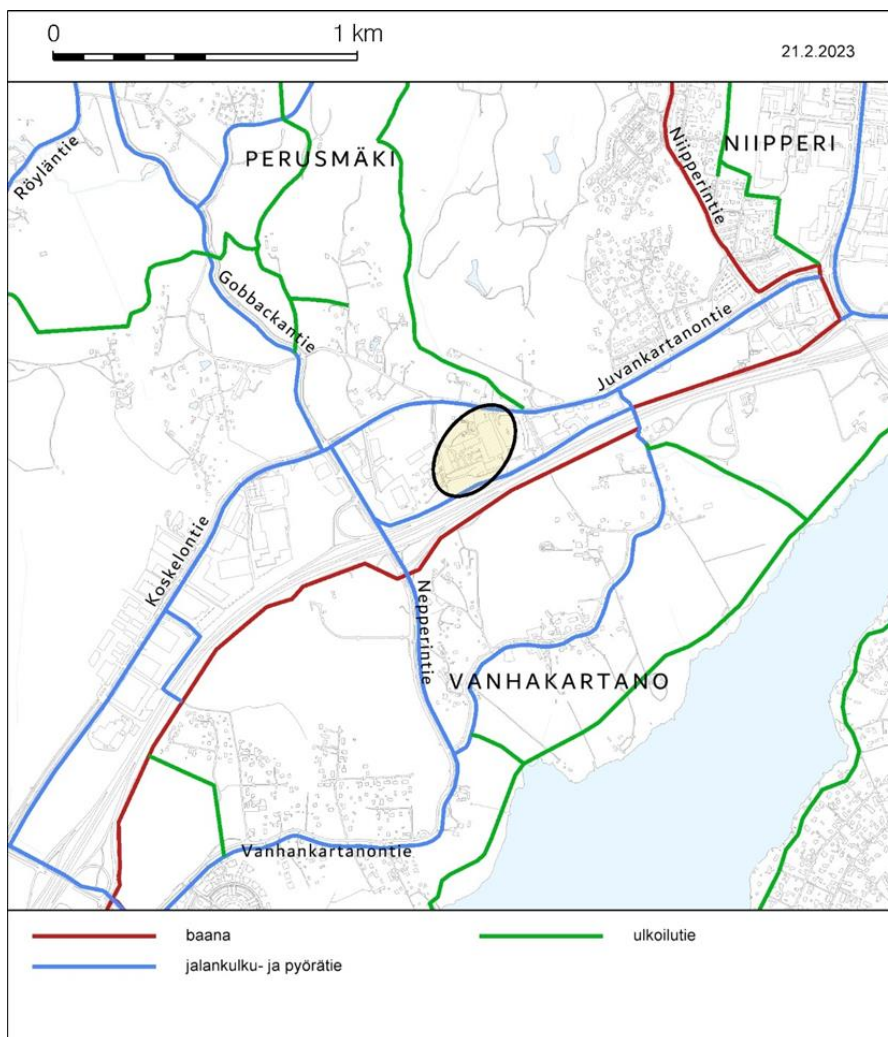 0 1 km
21.2.2023
NIIPPERI
PERUSMÄKI
Röyläntie
Niipperintie
Gobbackantie
Juvankartanontie
Koskelontie
Nepperintie
VANHAKARTANO
Vanhankartanontie
baana
ulkoilutie
jalankulku- ja pyörätie